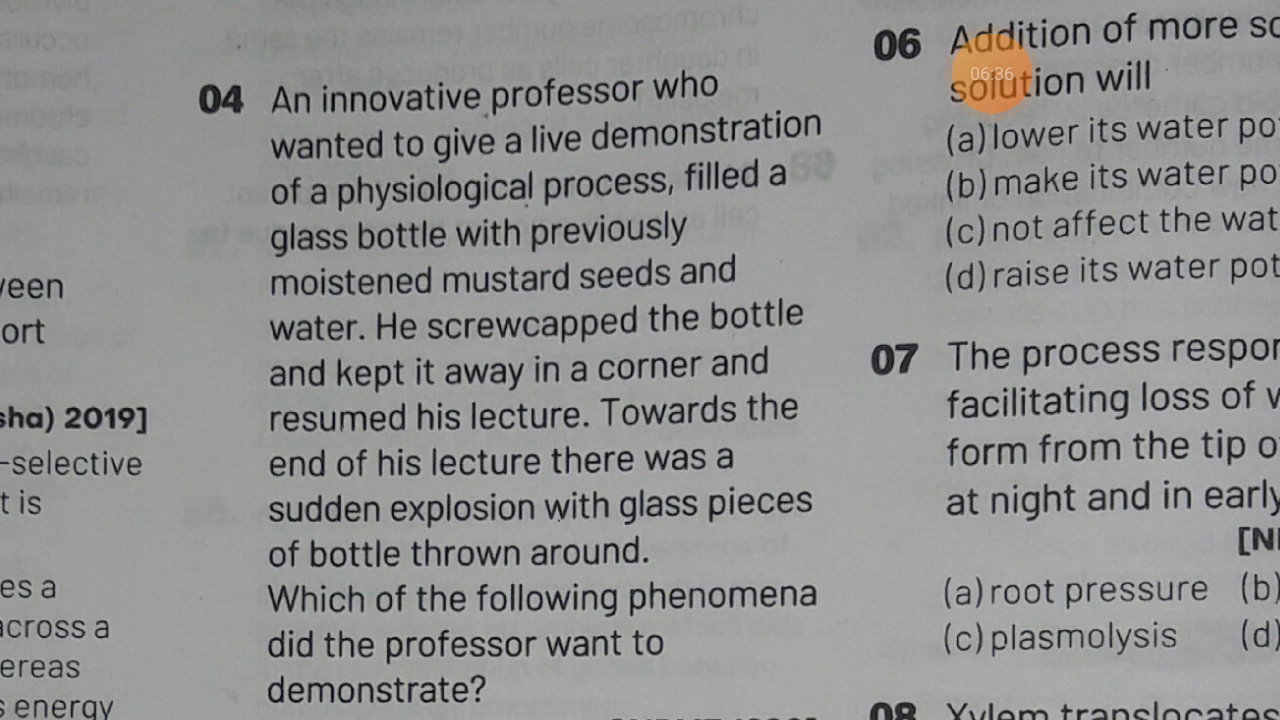 ween
ort
sha) 2019]
-selective
t is
es a
across a
ereas
s energy
04 An innovative professor who
wanted to give a live demonstration
of a physiological process, filled a
glass bottle with previously
moistened mustard seeds and
water. He screwcapped the bottle
and kept it away in a corner and
resumed his lecture. Towards the
end of his lecture there was a
sudden explosion with glass pieces
of bottle thrown around.
Which of the following phenomena
did the professor want to
demonstrate?
06 Addition of more so
solution will
06:36
(a) lower its water po
(b) make its water po
(c) not affect the wat
(d) raise its water pot
07 The process respon
facilitating loss of w
form from the tip o
at night and in early
[NE
(a) root pressure (b)
(c) plasmolysis (d)
08 Xylem translocates